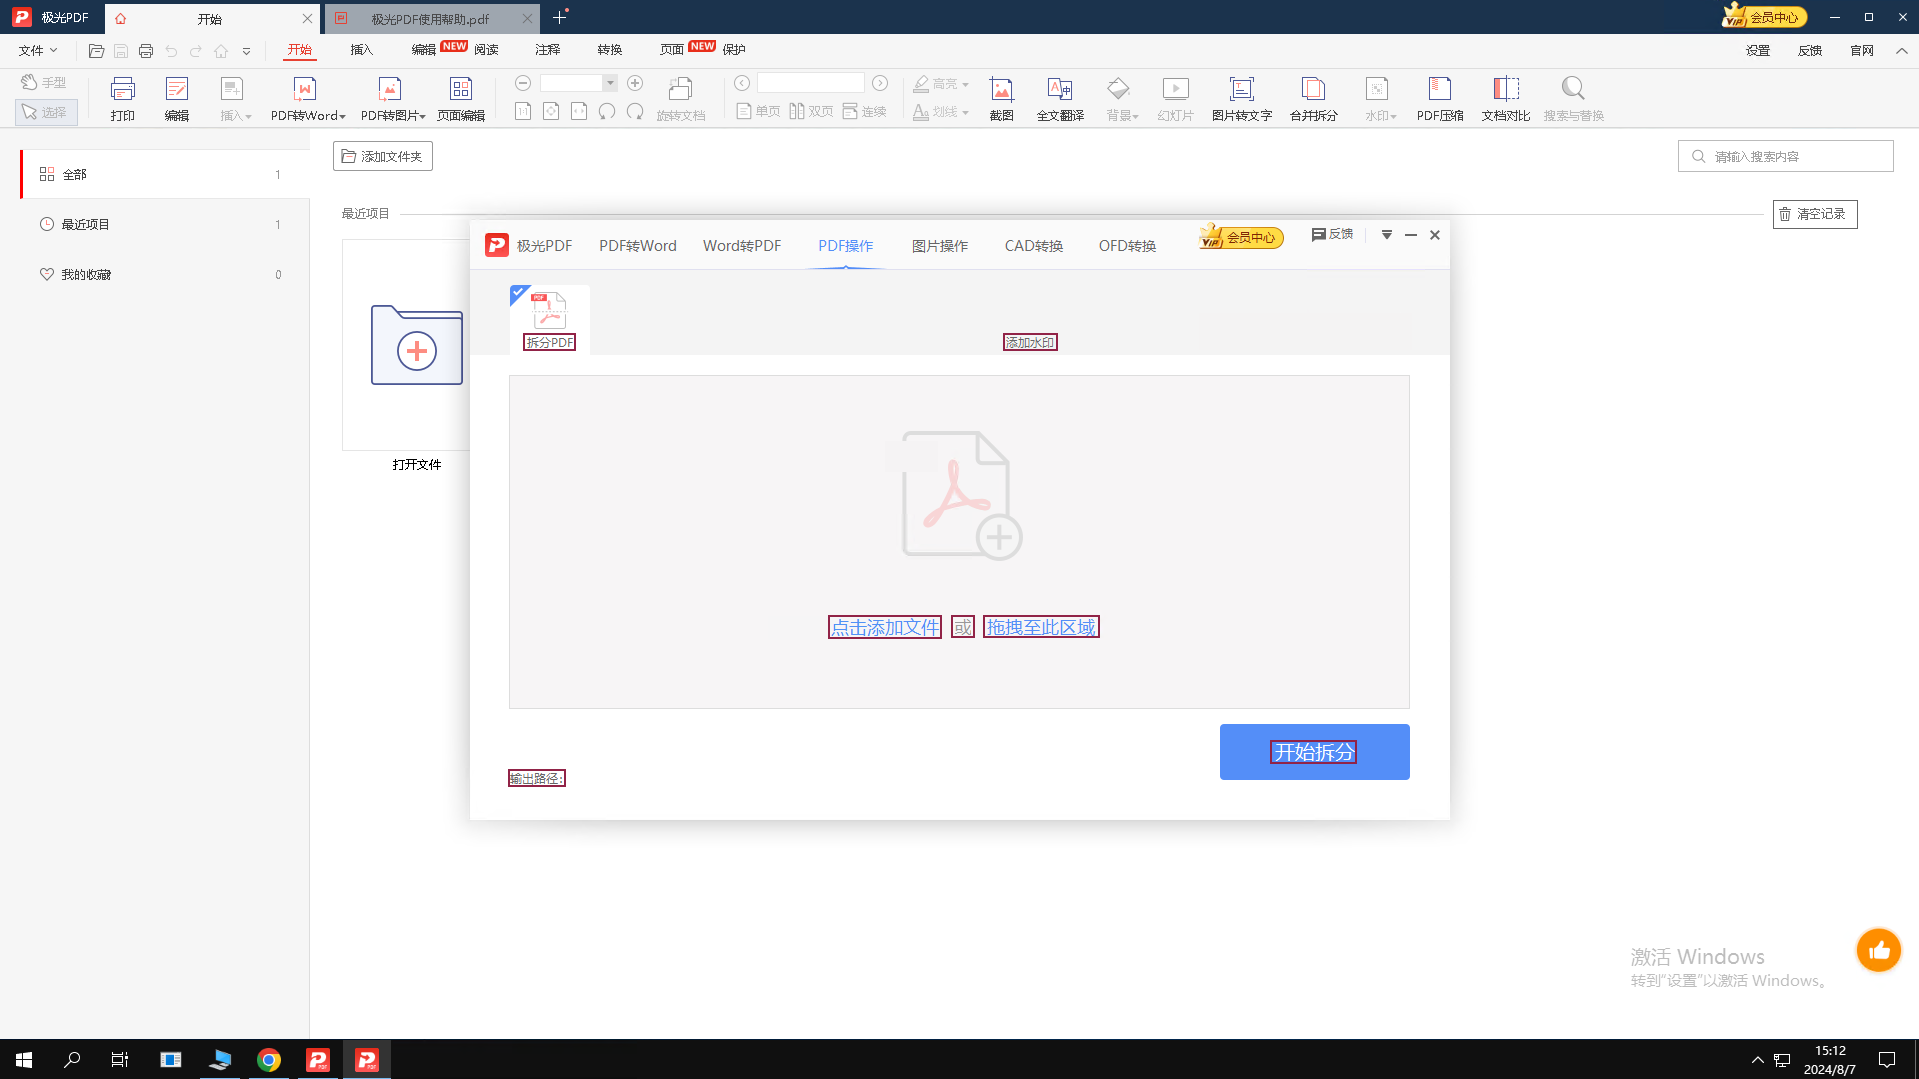 极光PDF 开始 极光PDF使用帮助.pdf 会员中心
文件 开始 插入 编辑 NEW 阅读 注释 转换 页面 NEW 保护 设置 反馈 官网
手型 选择 打印 编辑 插入 PDF转Word PDF转图片 页面编辑 旋转文档 单页 双页 连续 高亮 划线 截图 全文翻译 背景 幻灯片 图片转文字 合并拆分 水印 PDF压缩 文档对比 搜索与替换
全部 1
最近项目 1
我的收藏 0
添加文件夹 请输入搜索内容
最近项目 清空记录
打开文件
极光PDF PDF转Word Word转PDF PDF操作 图片操作 CAD转换 OFD转换 VIP 会员中心 反馈
拆分PDF 添加水印
点击添加文件 或 拖拽至此区域
开始拆分
输出路径:
激活 Windows
转到“设置”以激活 Windows。
15:12
2024/8/7